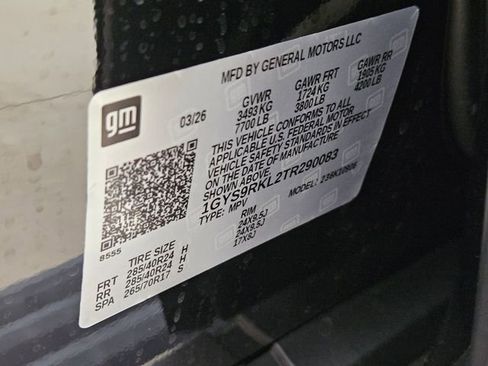 MFD BY GENERAL MOTORS LLC
gm
03/26
GVWR GAWR FRT GAWR RR
3493 KG 1724 KG 1905 KG
7700 LB 3800 LB 4200 LB
THIS VEHICLE CONFORMS TO ALL
APPLICABLE U.S. FEDERAL MOTOR
VEHICLE SAFETY STANDARDS IN EFFECT
ON THE DATE OF MANUFACTURE
SHOWN ABOVE.
1GYS9RKL2TR290083
TYPE: MPV MODEL:
8555
TIRE SIZE RIM
FRT 285/40R24 H 24X9.5J
RR 285/40R24 H 24X9.5J
SPA 265/70R17 S 17X8J